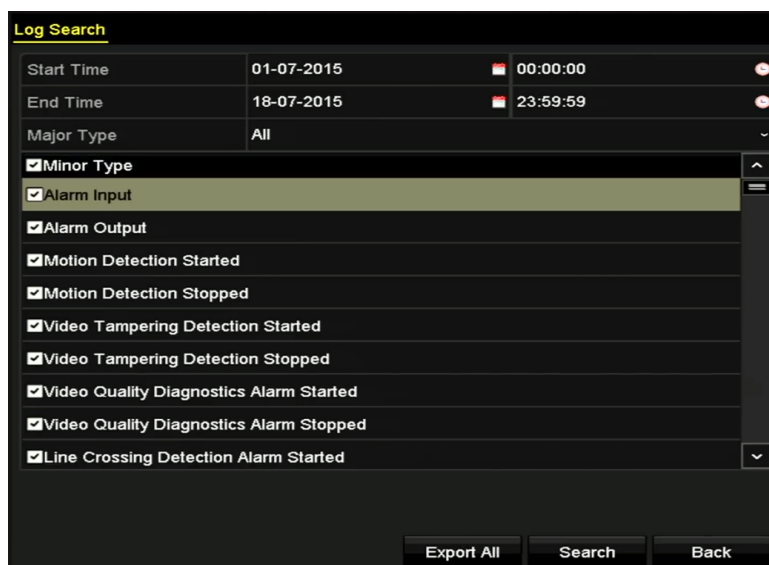 Log Search
Start Time 01-07-2015 00:00:00
End Time 18-07-2015 23:59:59
Major Type All
Minor Type
Alarm Input
Alarm Output
Motion Detection Started
Motion Detection Stopped
Video Tampering Detection Started
Video Tampering Detection Stopped
Video Quality Diagnostics Alarm Started
Video Quality Diagnostics Alarm Stopped
Line Crossing Detection Alarm Started
Export All Search Back